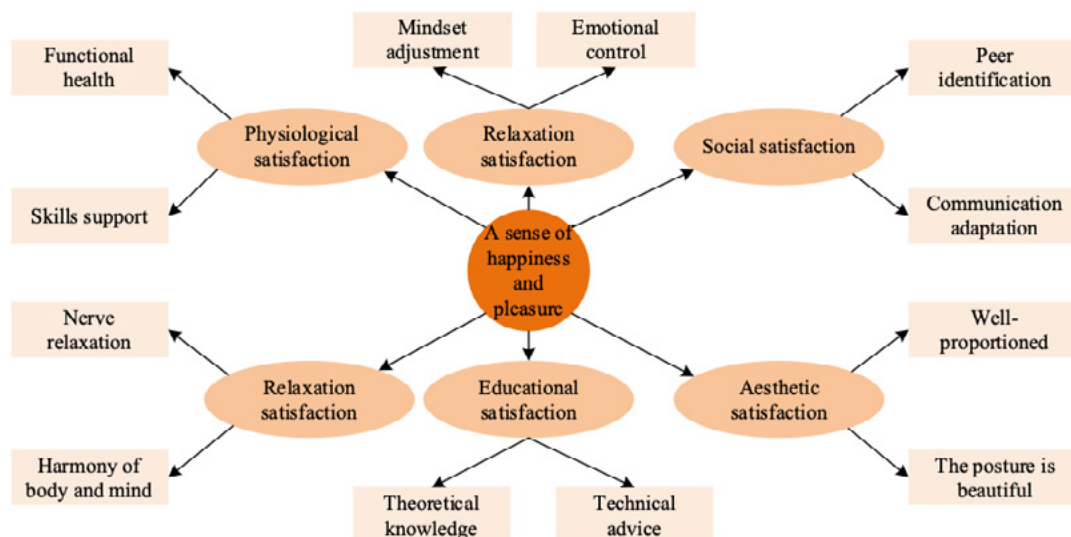 Mindset
adjustment
Emotional
control
Functional
health
Peer
identification
Physiological
satisfaction
Relaxation
satisfaction
Social satisfaction
Skills support
Communication
adaptation
A sense of
happiness
and
pleasure
Nerve
relaxation
Well-
proportioned
Relaxation
satisfaction
Educational
satisfaction
Aesthetic
satisfaction
Harmony of
body and mind
Theoretical
knowledge
Technical
advice
The posture is
beautiful